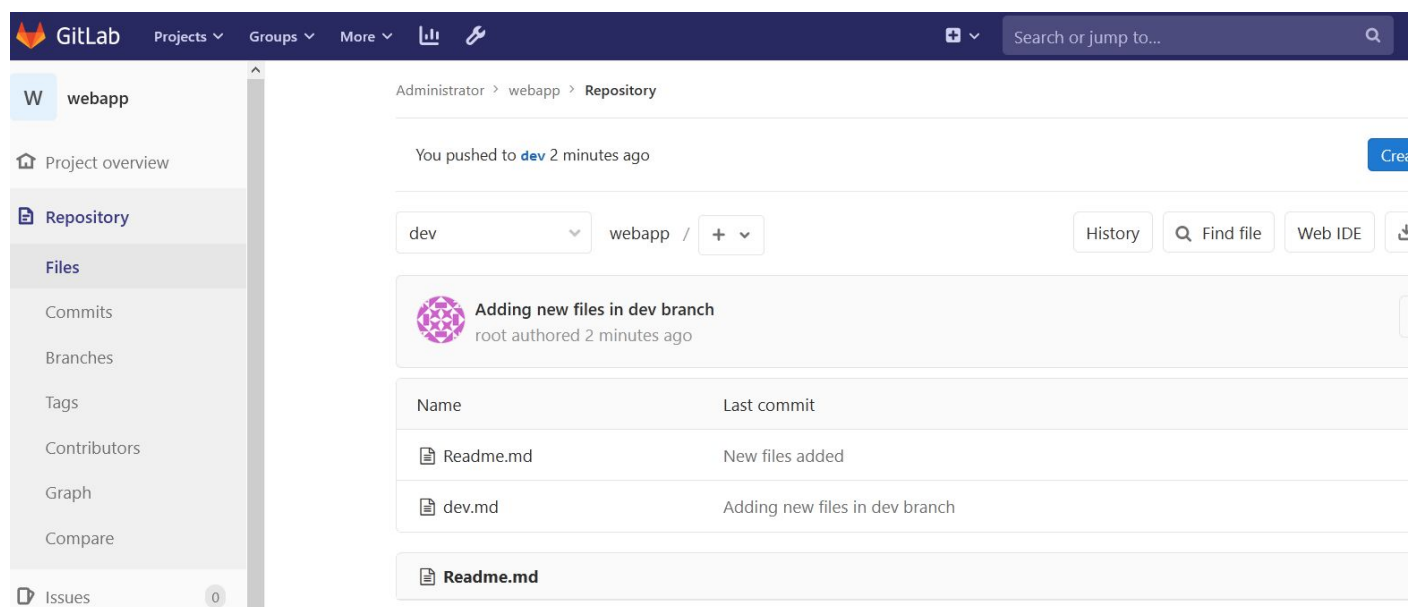 GitLab Projects Groups More Search or jump to...
W webapp
Administrator > webapp > Repository
Project overview
You pushed to dev 2 minutes ago
Repository
dev webapp / + History Find file Web IDE
Files
Commits
Branches
Tags
Contributors
Graph
Compare
Issues 0
Adding new files in dev branch
root authored 2 minutes ago
Name Last commit
Readme.md New files added
dev.md Adding new files in dev branch
Readme.md